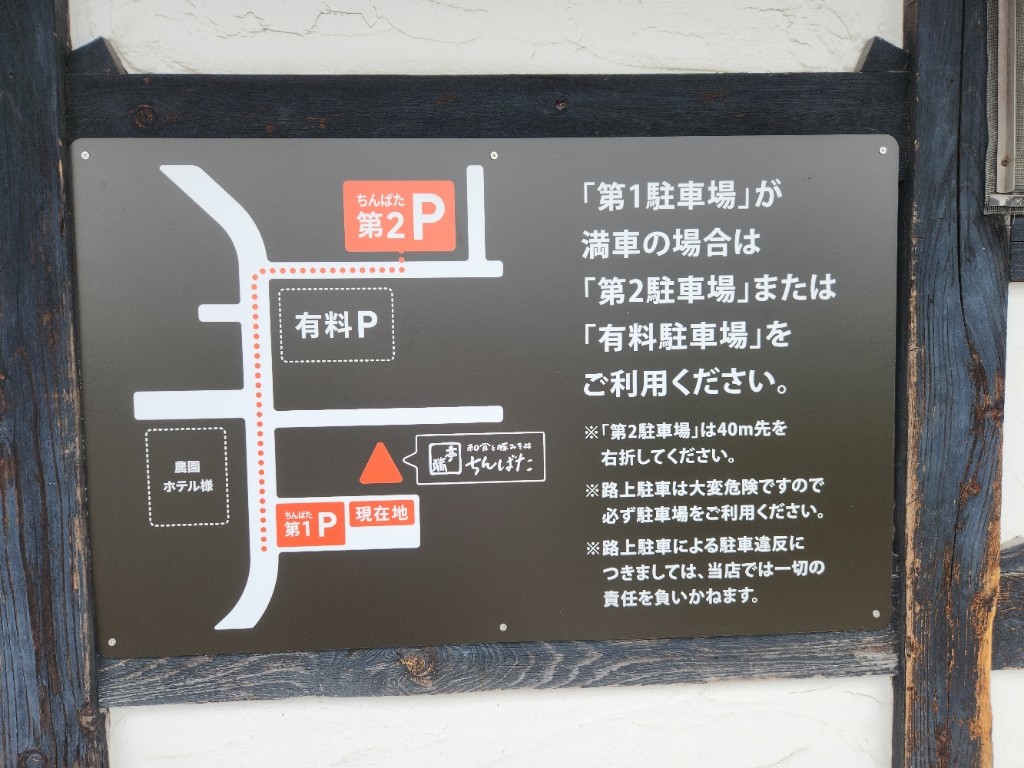 ちんばた
第2 P
有料P
農園
ホテル様
和食と豚みそ丼
ちんばた
ちんばた
第1 P
現在地
「第1駐車場」が
満車の場合は
「第2駐車場」または
「有料駐車場」を
ご利用ください。
※「第2駐車場」は40m先を
右折してください。
※路上駐車は大変危険ですので
必ず駐車場をご利用ください。
※路上駐車による駐車違反に
つきましては、当店では一切の
責任を負いかねます。